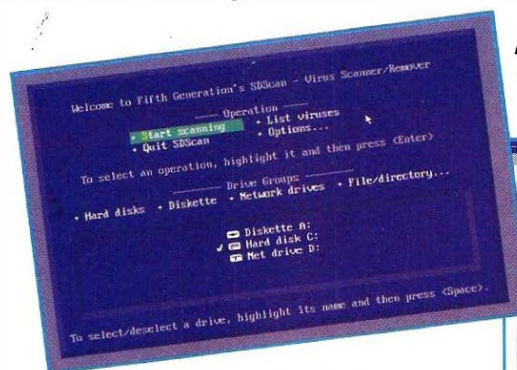 Welcome to Fifth Generation's SDScan - Virus Scanner/Remover
Operation
• Start scanning • List viruses
• Quit SDScan • Options...
To select an operation, highlight it and then press <Enter>
Drive Groups
• Hard disks • Diskette • Network drives • File/directory...
Diskette A:
√ Hard disk C:
Net drive D:
To select/deselect a drive, highlight its name and then press <Space>.